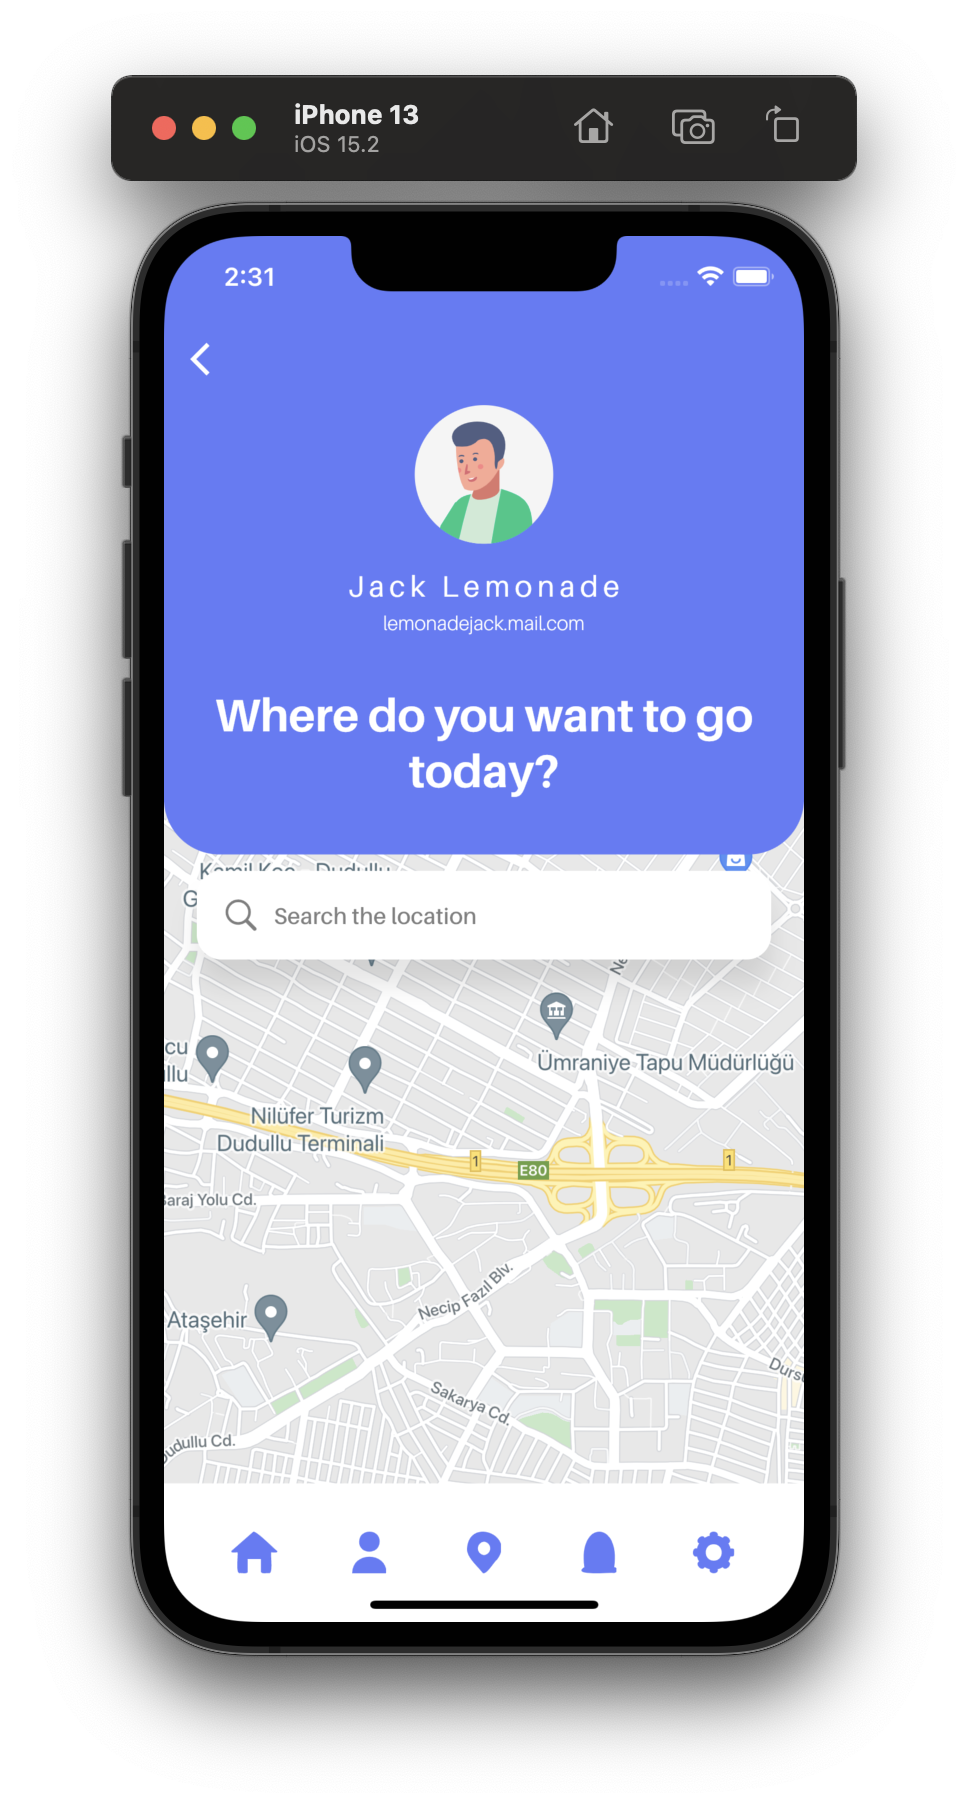 iPhone 13
iOS 15.2
2:31
Jack Lemonade
lemonadejack.mail.com
Where do you want to go
today?
Kamil Koç - Dudullu
G
Search the location
Ne
Ümraniye Tapu Müdürlüğü
cu
llu
Nilüfer Turizm
Dudullu Terminali
1
E80
1
Baraj Yolu Cd.
Necip Fazıl Blv.
Ataşehir
Dursu
Sakarya Cd.
Dudullu Cd.